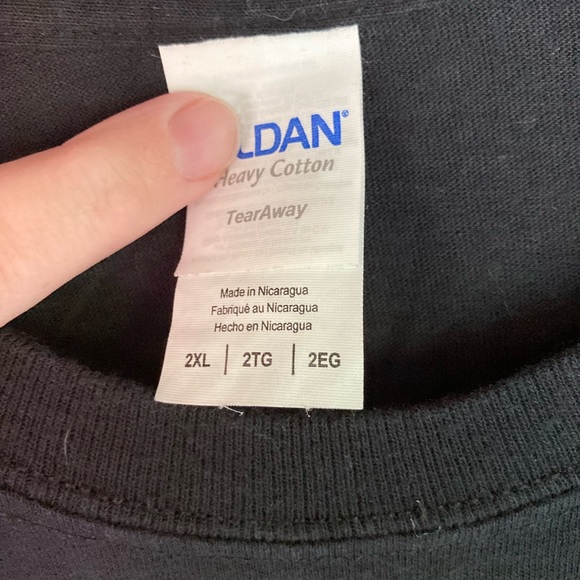 LDAN®
Heavy Cotton
TearAway
Made in Nicaragua
Fabriqué au Nicaragua
Hecho en Nicaragua
2XL | 2TG | 2EG